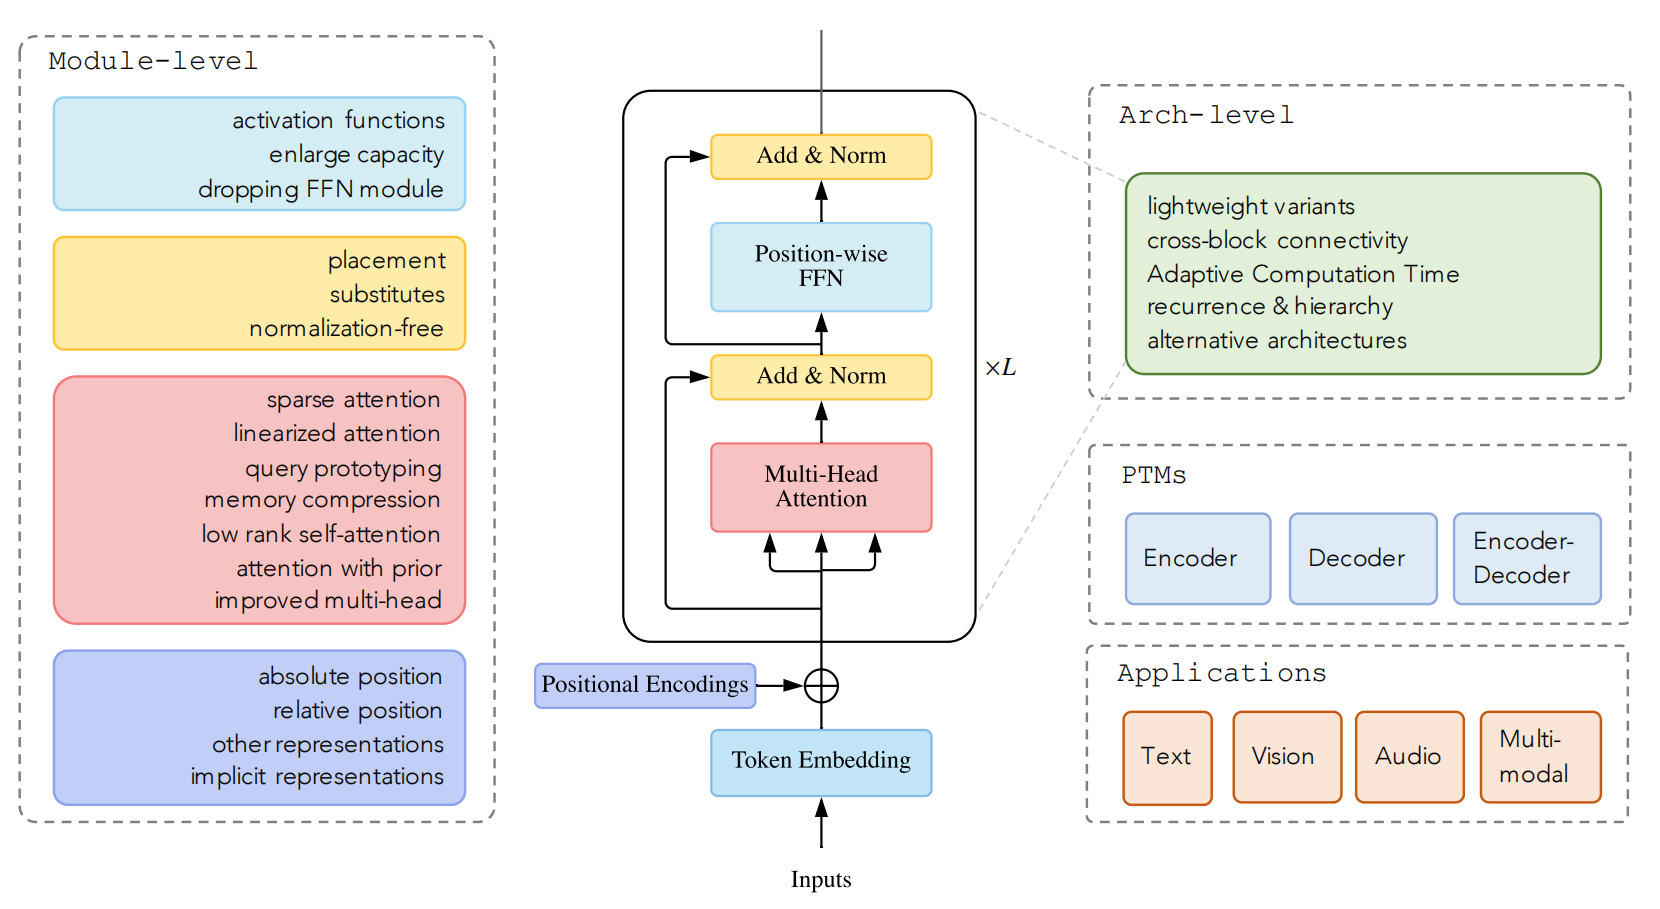 Module-level
activation functions
enlarge capacity
dropping FFN module
placement
substitutes
normalization-free
sparse attention
linearized attention
query prototyping
memory compression
low rank self-attention
attention with prior
improved multi-head
absolute position
relative position
other representations
implicit representations
Add & Norm
Position-wise
FFN
Add & Norm
Multi-Head
Attention
×L
Positional Encodings
Token Embedding
Inputs
Arch-level
lightweight variants
cross-block connectivity
Adaptive Computation Time
recurrence & hierarchy
alternative architectures
PTMs
Encoder
Decoder
Encoder-
Decoder
Applications
Text
Vision
Audio
Multi-
modal